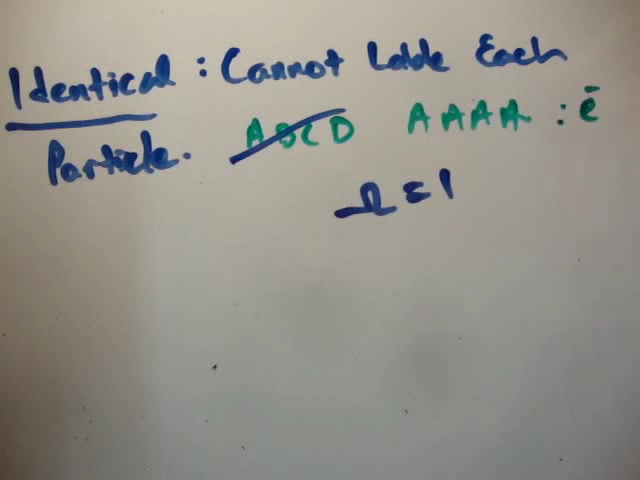 Identical : Cannot Lable Each
Particle. ABCD AAAA : ē
Ω = 1